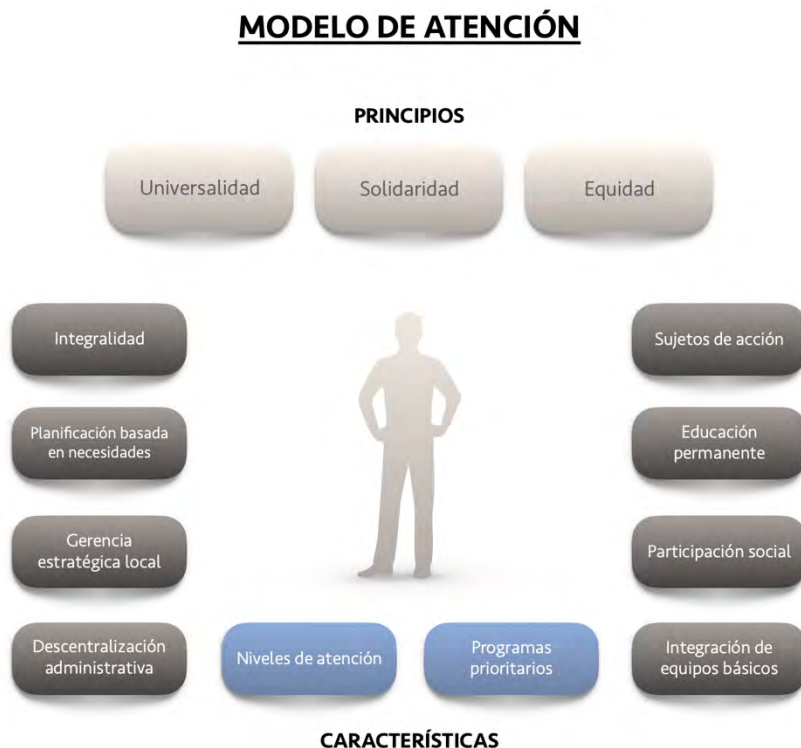 MODELO DE ATENCIÓN
PRINCIPIOS
Universalidad
Solidaridad
Equidad
Integralidad
Sujetos de acción
Planificación basada
en necesidades
Educación
permanente
Gerencia
estratégica local
Participación social
Descentralización
administrativa
Niveles de atención
Programas
prioritarios
Integración de
equipos básicos
CARACTERÍSTICAS